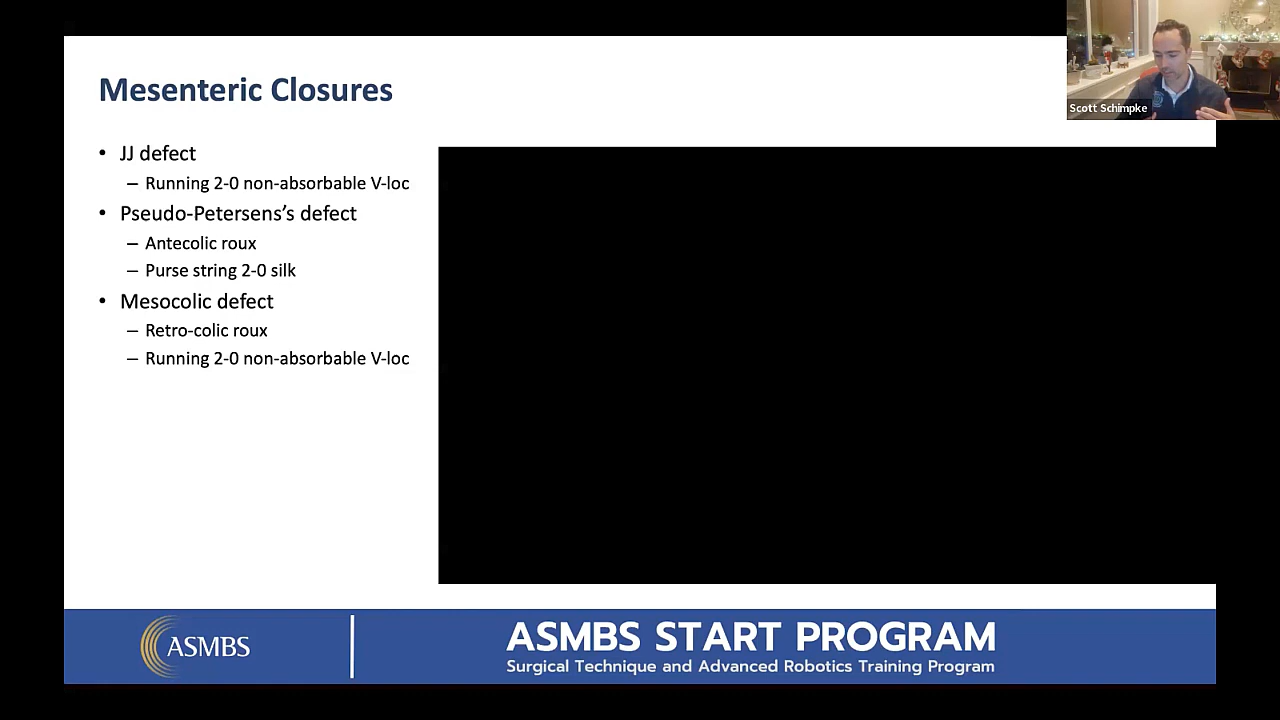 Mesenteric Closures
Scott Schimpke
• JJ defect
– Running 2-0 non-absorbable V-loc
• Pseudo-Petersens’s defect
– Antecolic roux
– Purse string 2-0 silk
• Mesocolic defect
– Retro-colic roux
– Running 2-0 non-absorbable V-loc
ASMBS
ASMBS START PROGRAM
Surgical Technique and Advanced Robotics Training Program